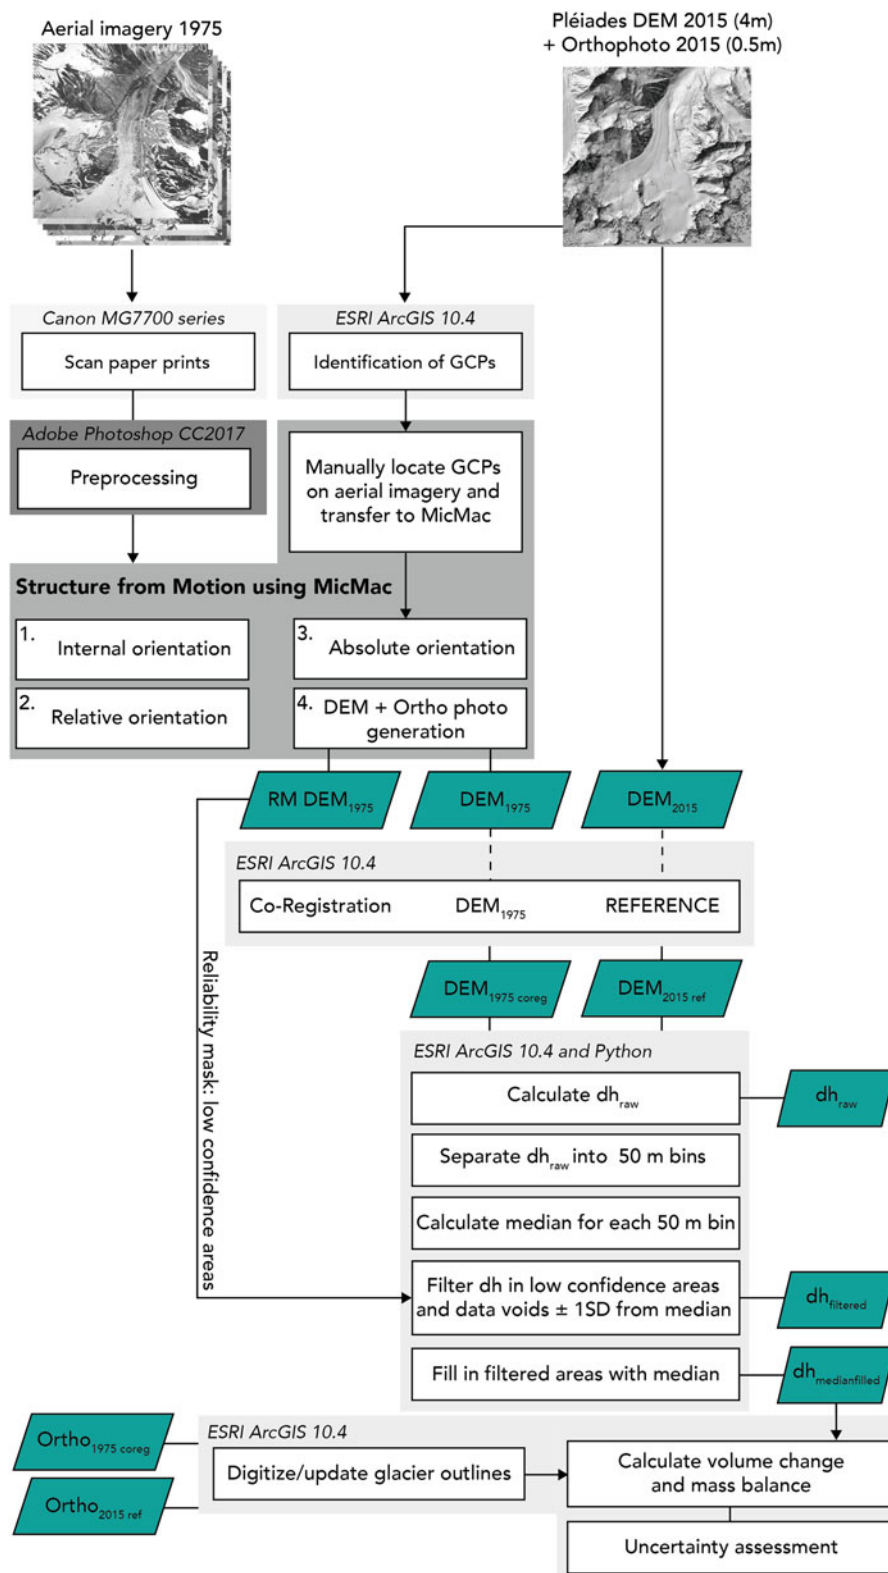 Aerial imagery 1975
Pléiades DEM 2015 (4m)
+ Orthophoto 2015 (0.5m)
Canon MG7700 series
Scan paper prints
ESRI ArcGIS 10.4
Identification of GCPs
Adobe Photoshop CC2017
Preprocessing
Manually locate GCPs
on aerial imagery and
transfer to MicMac
Structure from Motion using MicMac
1. Internal orientation
3. Absolute orientation
2. Relative orientation
4. DEM + Ortho photo
generation
RM DEM1975
DEM1975
DEM2015
ESRI ArcGIS 10.4
Co-Registration DEM1975 REFERENCE
DEM1975 coreg
DEM2015 ref
Reliability mask: low confidence areas
ESRI ArcGIS 10.4 and Python
Calculate dhraw
dhraw
Separate dhraw into 50 m bins
Calculate median for each 50 m bin
Filter dh in low confidence areas
and data voids ± 1SD from median
dhfiltered
Fill in filtered areas with median
dhmedianfilled
Ortho1975 coreg
Ortho2015 ref
ESRI ArcGIS 10.4
Digitize/update glacier outlines
Calculate volume change
and mass balance
Uncertainty assessment